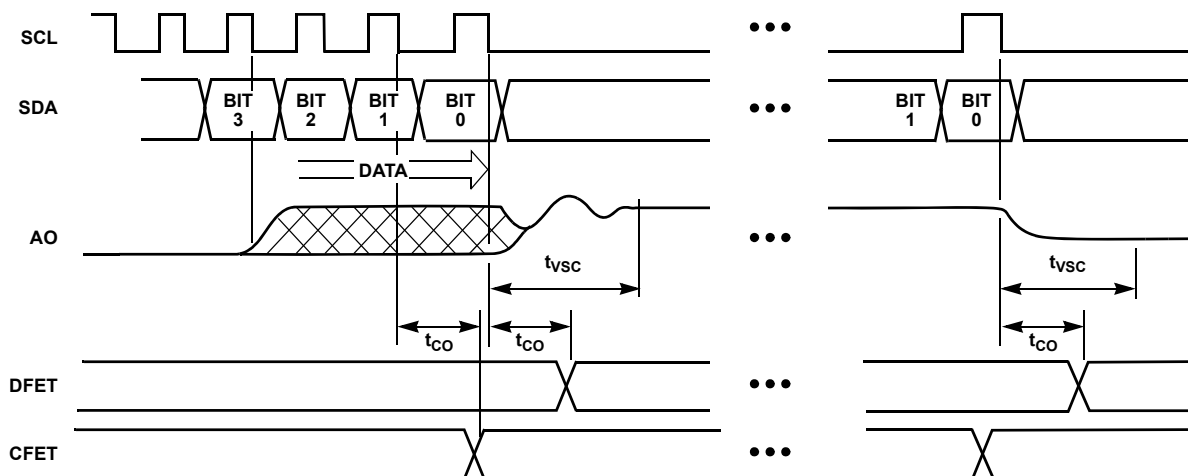 SCL
•••
SDA
BIT 3
BIT 2
BIT 1
BIT 0
•••
BIT 1
BIT 0
DATA
AO
•••
tVSC
tVSC
tCO
tCO
tCO
DFET
•••
CFET
•••